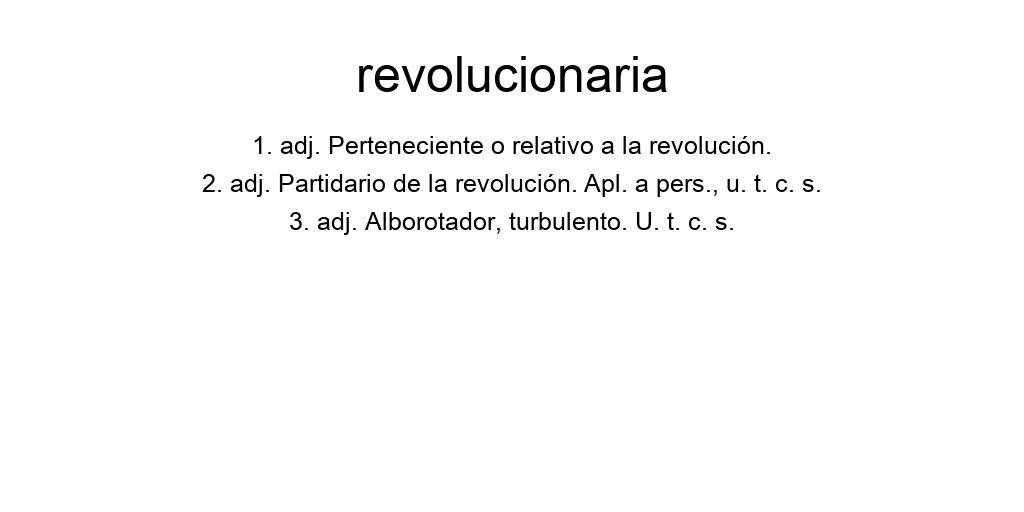 revolucionaria
1. adj. Perteneciente o relativo a la revolución.
2. adj. Partidario de la revolución. Apl. a pers., u. t. c. s.
3. adj. Alborotador, turbulento. U. t. c. s.